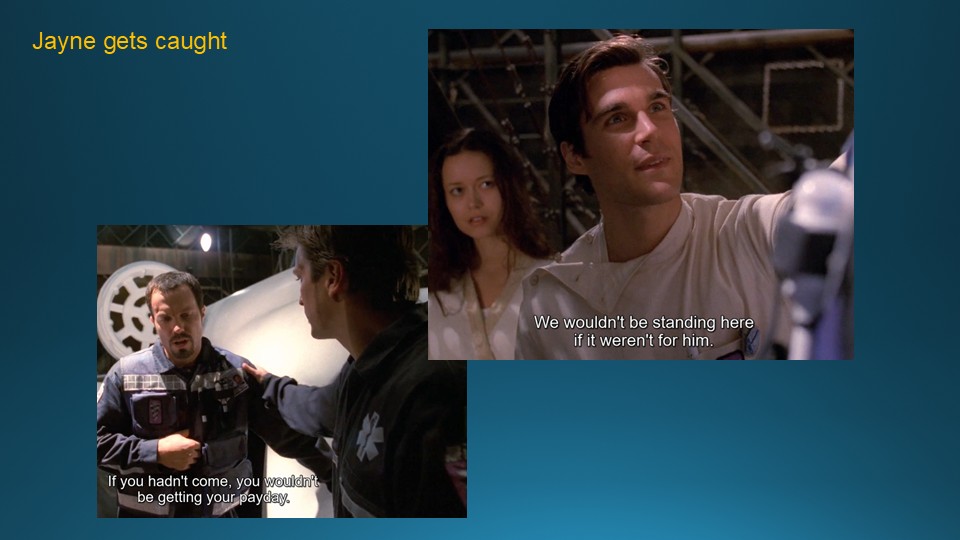 Jayne gets caught
We wouldn't be standing here
if it weren't for him.
If you hadn't come, you wouldn't
be getting your payday.